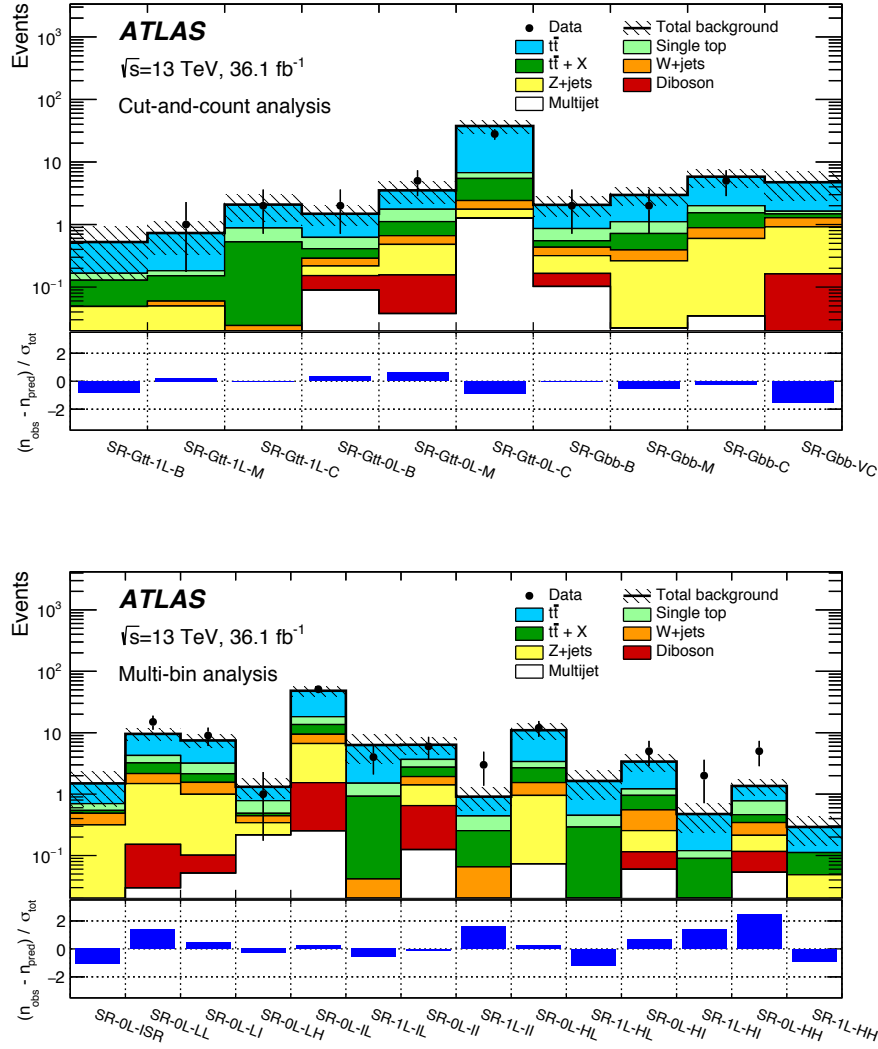 Events
10³
10²
10
1
10⁻¹
ATLAS
√s=13 TeV, 36.1 fb⁻¹
Cut-and-count analysis
Data
Total background
tt̄
Single top
tt̄ + X
W+jets
Z+jets
Diboson
Multijet
(n_obs - n_pred) / σ_tot
2
0
−2
SR-Gtt-1L-B
SR-Gtt-1L-M
SR-Gtt-1L-C
SR-Gtt-0L-B
SR-Gtt-0L-M
SR-Gtt-0L-C
SR-Gbb-B
SR-Gbb-M
SR-Gbb-C
SR-Gbb-VC
Events
10³
10²
10
1
10⁻¹
ATLAS
√s=13 TeV, 36.1 fb⁻¹
Multi-bin analysis
Data
Total background
tt̄
Single top
tt̄ + X
W+jets
Z+jets
Diboson
Multijet
(n_obs - n_pred) / σ_tot
2
0
−2
SR-0L-ISR
SR-0L-LL
SR-0L-LI
SR-0L-LH
SR-0L-IL
SR-1L-IL
SR-0L-II
SR-1L-II
SR-0L-HL
SR-1L-HL
SR-0L-HI
SR-1L-HI
SR-0L-HH
SR-1L-HH